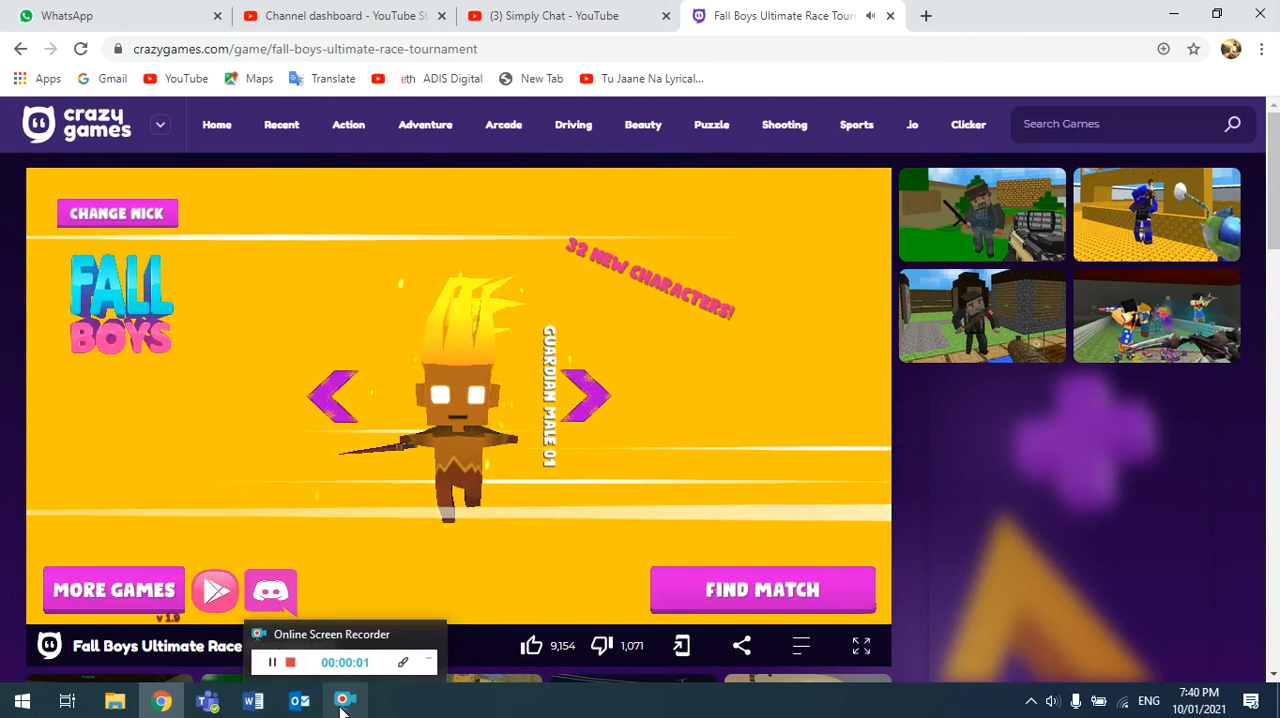 WhatsApp
Channel dashboard - YouTube St
(3) Simply Chat - YouTube
Fall Boys Ultimate Race Tourn
crazygames.com/game/fall-boys-ultimate-race-tournament
Apps
Gmail
YouTube
Maps
Translate
eth ADIS Digital
New Tab
Tu Jaane Na Lyrical...
crazy
games
Home
Recent
Action
Adventure
Arcade
Driving
Beauty
Puzzle
Shooting
Sports
.io
Clicker
Search Games
CHANGE NICK
FALL
BOYS
32 NEW CHARACTERS!
GUARDIAN MALE 01
MORE GAMES
FIND MATCH
v 1.9
Fall Boys Ultimate Race
Online Screen Recorder
00:00:01
9,154
1,071
ENG
7:40 PM
10/01/2021